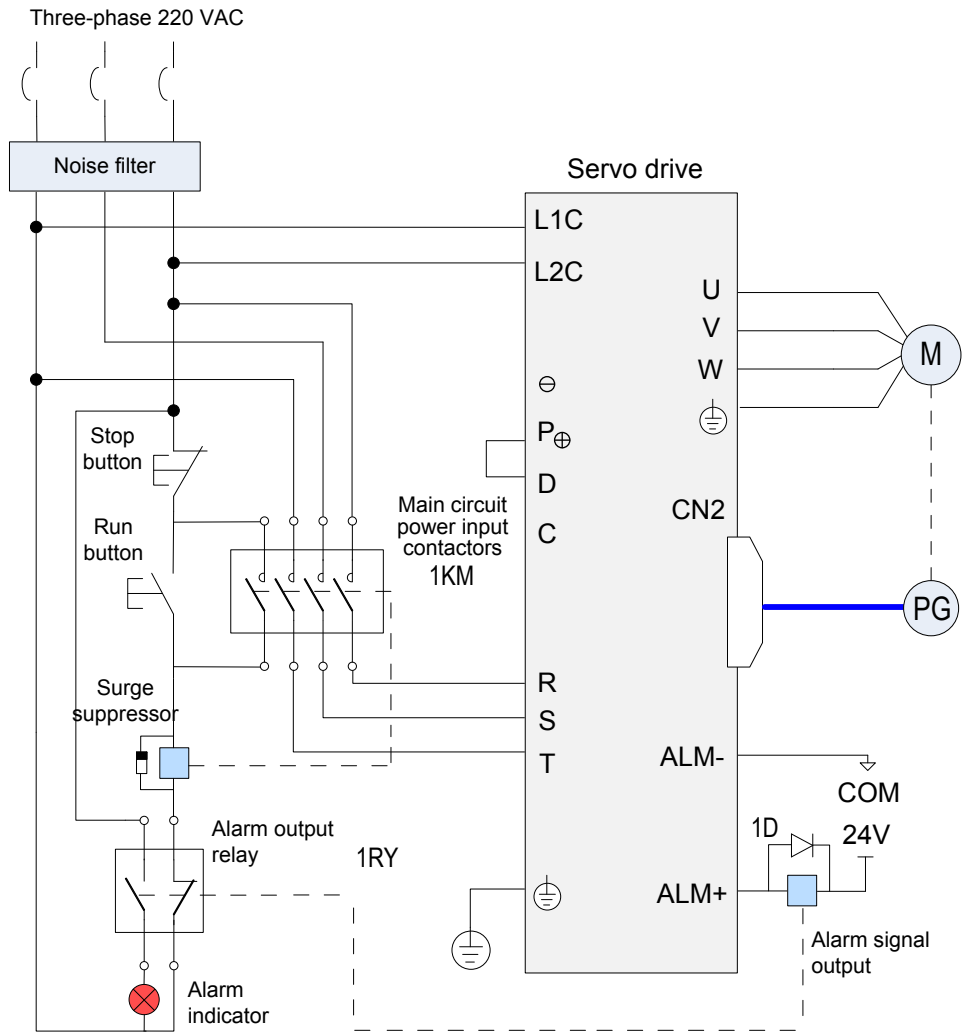 Three-phase 220 VAC
Noise filter
Servo drive
L1C
L2C
U
V
W
M
⊖
P⊕
D
C
CN2
Stop
button
Run
button
Main circuit
power input
contactors
1KM
PG
Surge
suppressor
R
S
T
ALM-
COM
24V
1D
Alarm output
relay
1RY
ALM+
Alarm signal
output
Alarm
indicator